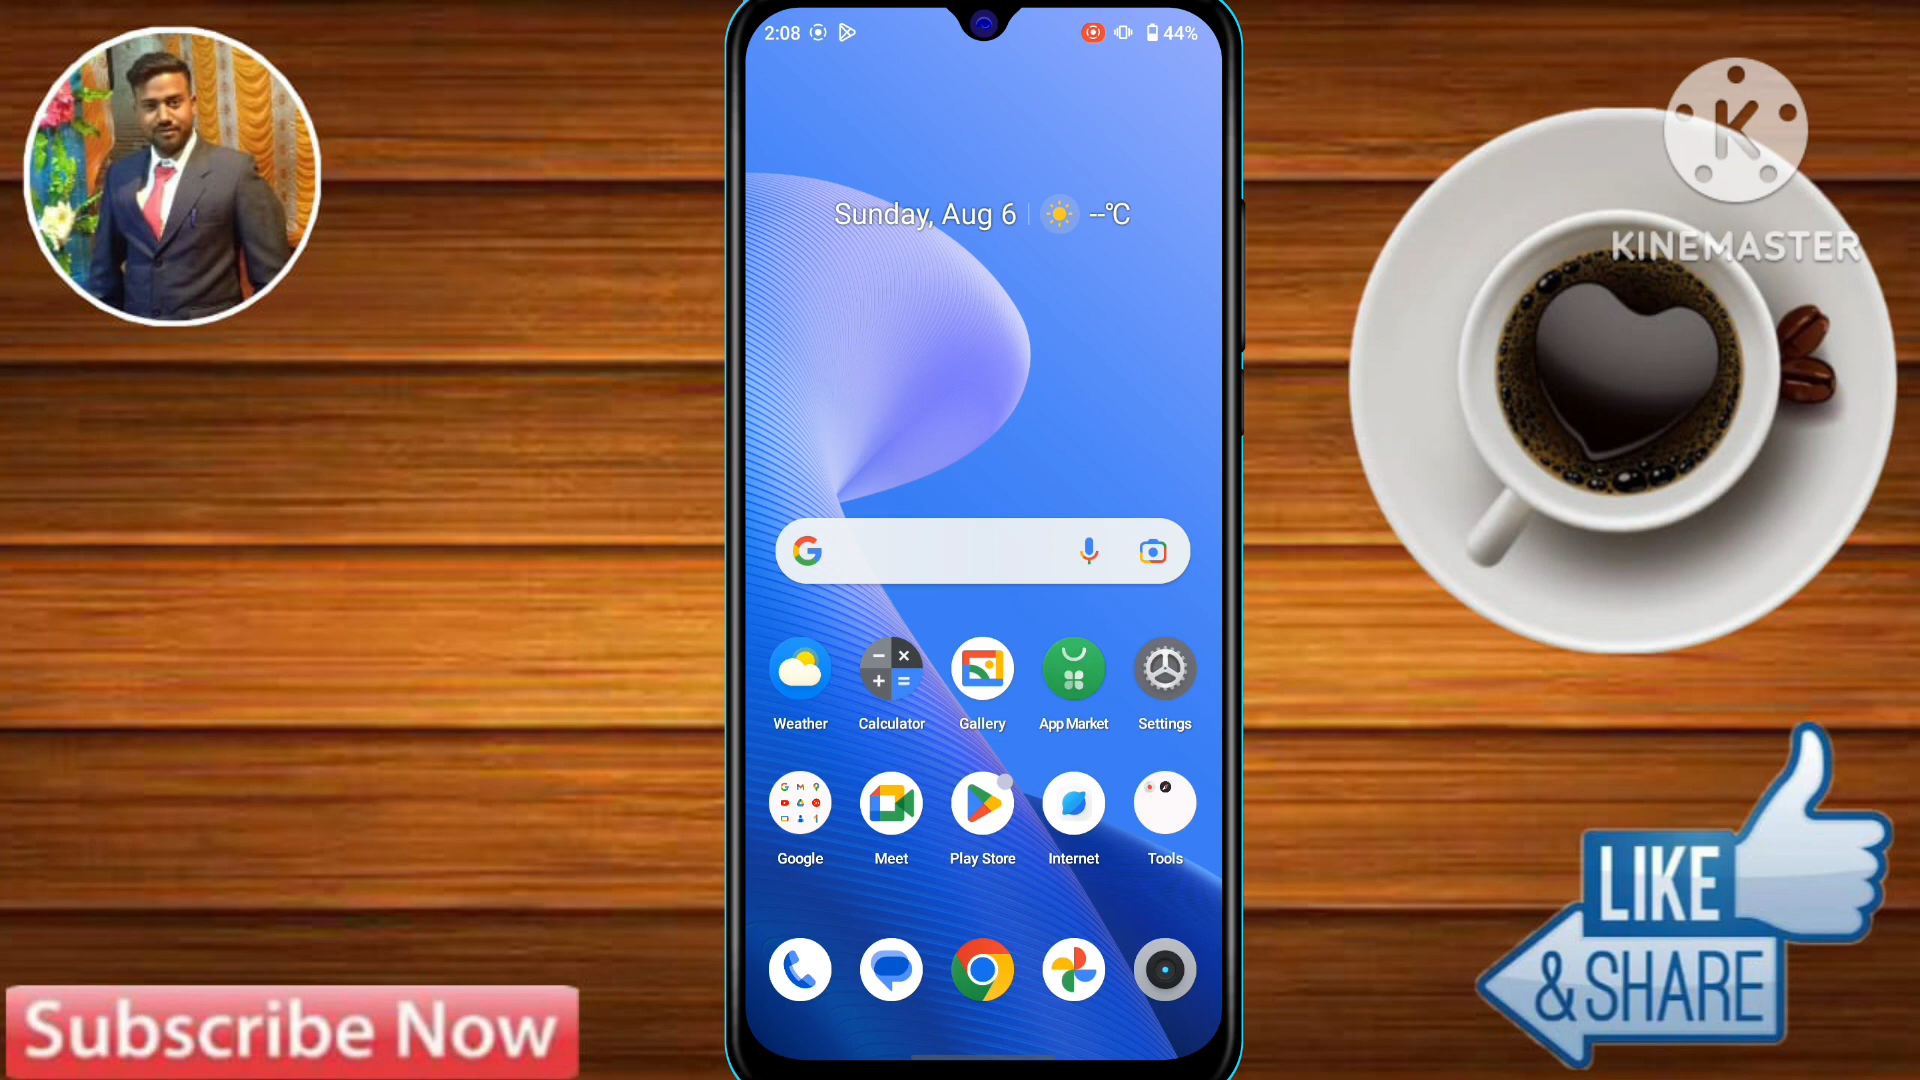 2:08
44%
KINEMASTER
Sunday, Aug 6 --°C
Weather Calculator Gallery App Market Settings
Google Meet Play Store Internet Tools
LIKE
& SHARE
Subscribe Now